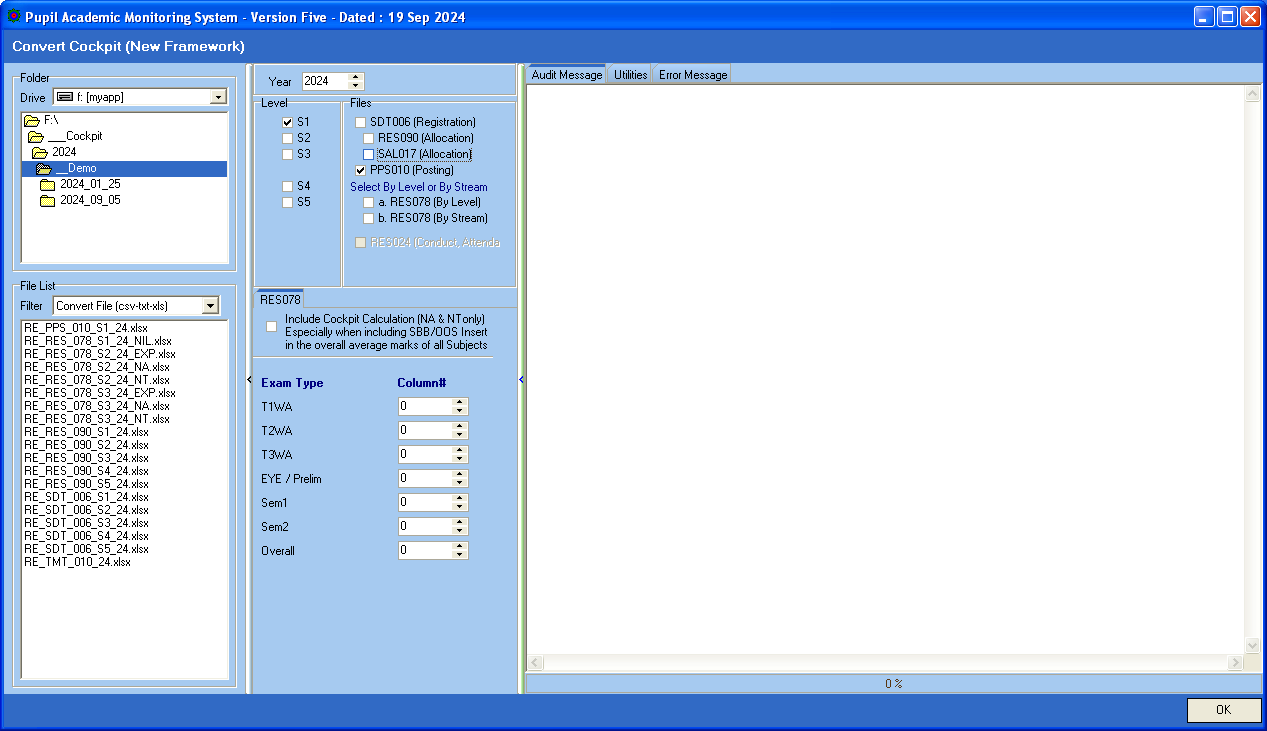 Pupil Academic Monitoring System - Version Five - Dated : 19 Sep 2024
Convert Cockpit (New Framework)
Folder
Drive f: [myapp]
F:\
___Cockpit
2024
__Demo
2024_01_25
2024_09_05
File List
Filter Convert File (csv-txt-xls)
RE_PPS_010_S1_24.xlsx
RE_RES_078_S1_24_NIL.xlsx
RE_RES_078_S2_24_EXP.xlsx
RE_RES_078_S2_24_NA.xlsx
RE_RES_078_S2_24_NT.xlsx
RE_RES_078_S3_24_EXP.xlsx
RE_RES_078_S3_24_NA.xlsx
RE_RES_078_S3_24_NT.xlsx
RE_RES_090_S1_24.xlsx
RE_RES_090_S2_24.xlsx
RE_RES_090_S3_24.xlsx
RE_RES_090_S4_24.xlsx
RE_RES_090_S5_24.xlsx
RE_SDT_006_S1_24.xlsx
RE_SDT_006_S2_24.xlsx
RE_SDT_006_S3_24.xlsx
RE_SDT_006_S4_24.xlsx
RE_SDT_006_S5_24.xlsx
RE_TMT_010_24.xlsx
Year 2024
Level
S1
S2
S3
S4
S5
Files
SDT006 (Registration)
RES090 (Allocation)
SAL017 (Allocation)
PPS010 (Posting)
Select By Level or By Stream
a. RES078 (By Level)
b. RES078 (By Stream)
RES024 (Conduct, Attenda
RES078
Include Cockpit Calculation (NA & NT only)
Especially when including SBB/OOS Insert
in the overall average marks of all Subjects
Exam Type Column#
T1WA 0
T2WA 0
T3WA 0
EYE / Prelim 0
Sem1 0
Sem2 0
Overall 0
Audit Message Utilities Error Message
0 %
OK